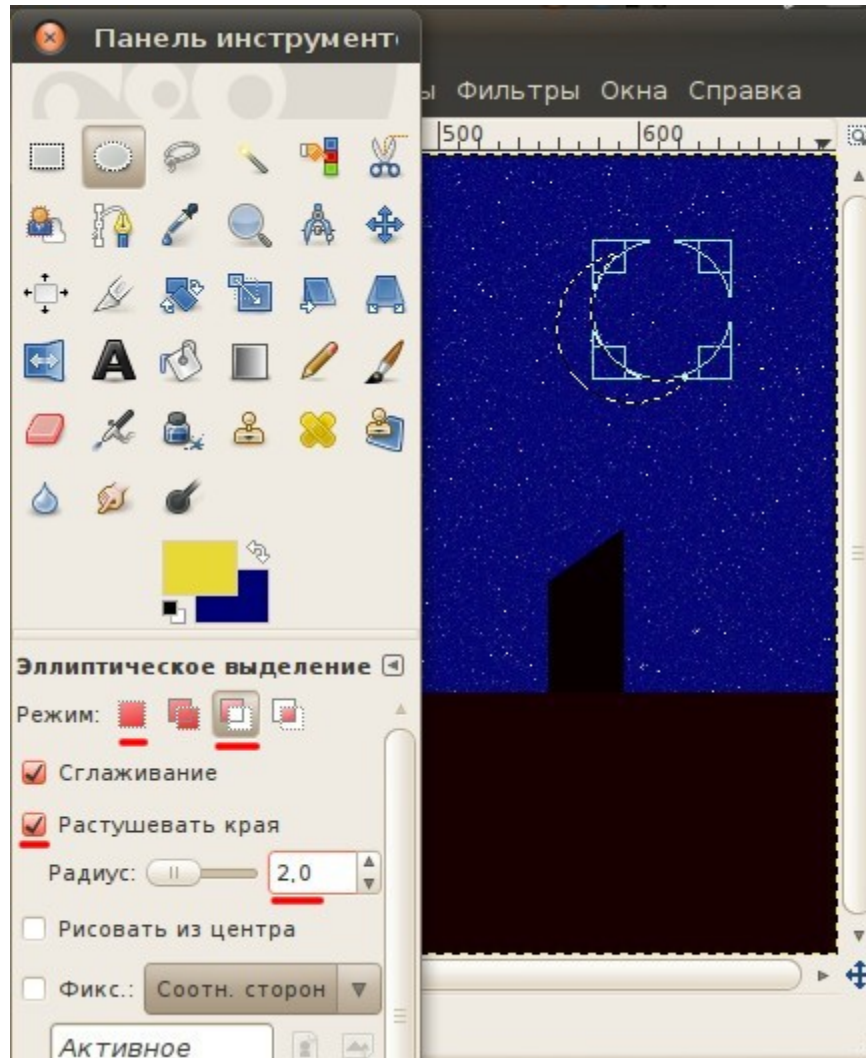 Панель инструмент
Фильтры Окна Справка
500 600
Эллиптическое выделение
Режим:
Сглаживание
Растушевать края
Радиус: 2,0
Рисовать из центра
Фикс.: Соотн. сторон
Активное